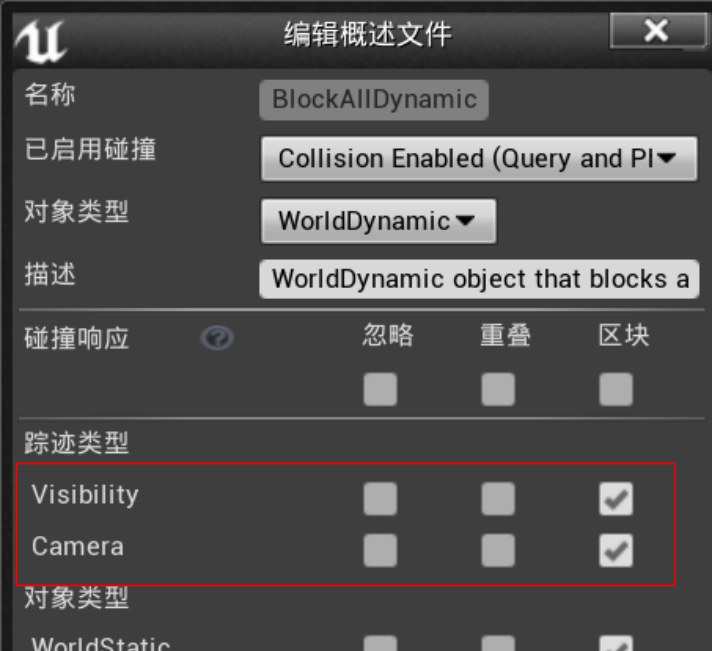 编辑概述文件
名称 BlockAllDynamic
已启用碰撞 Collision Enabled (Query and Pl
对象类型 WorldDynamic
描述 WorldDynamic object that blocks a
碰撞响应 ? 忽略 重叠 区块
踪迹类型
Visibility
Camera
对象类型
WorldStatic